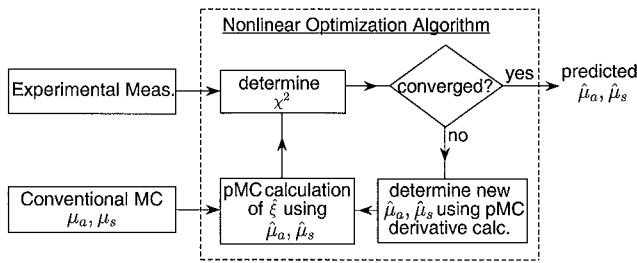 Nonlinear Optimization Algorithm
Experimental Meas.
determine
χ²
converged?
yes
predicted
μ̂ₐ, μ̂ₛ
no
Conventional MC
μₐ, μₛ
pMC calculation
of ξ̂ using
μ̂ₐ, μ̂ₛ
determine new
μ̂ₐ, μ̂ₛ using pMC
derivative calc.